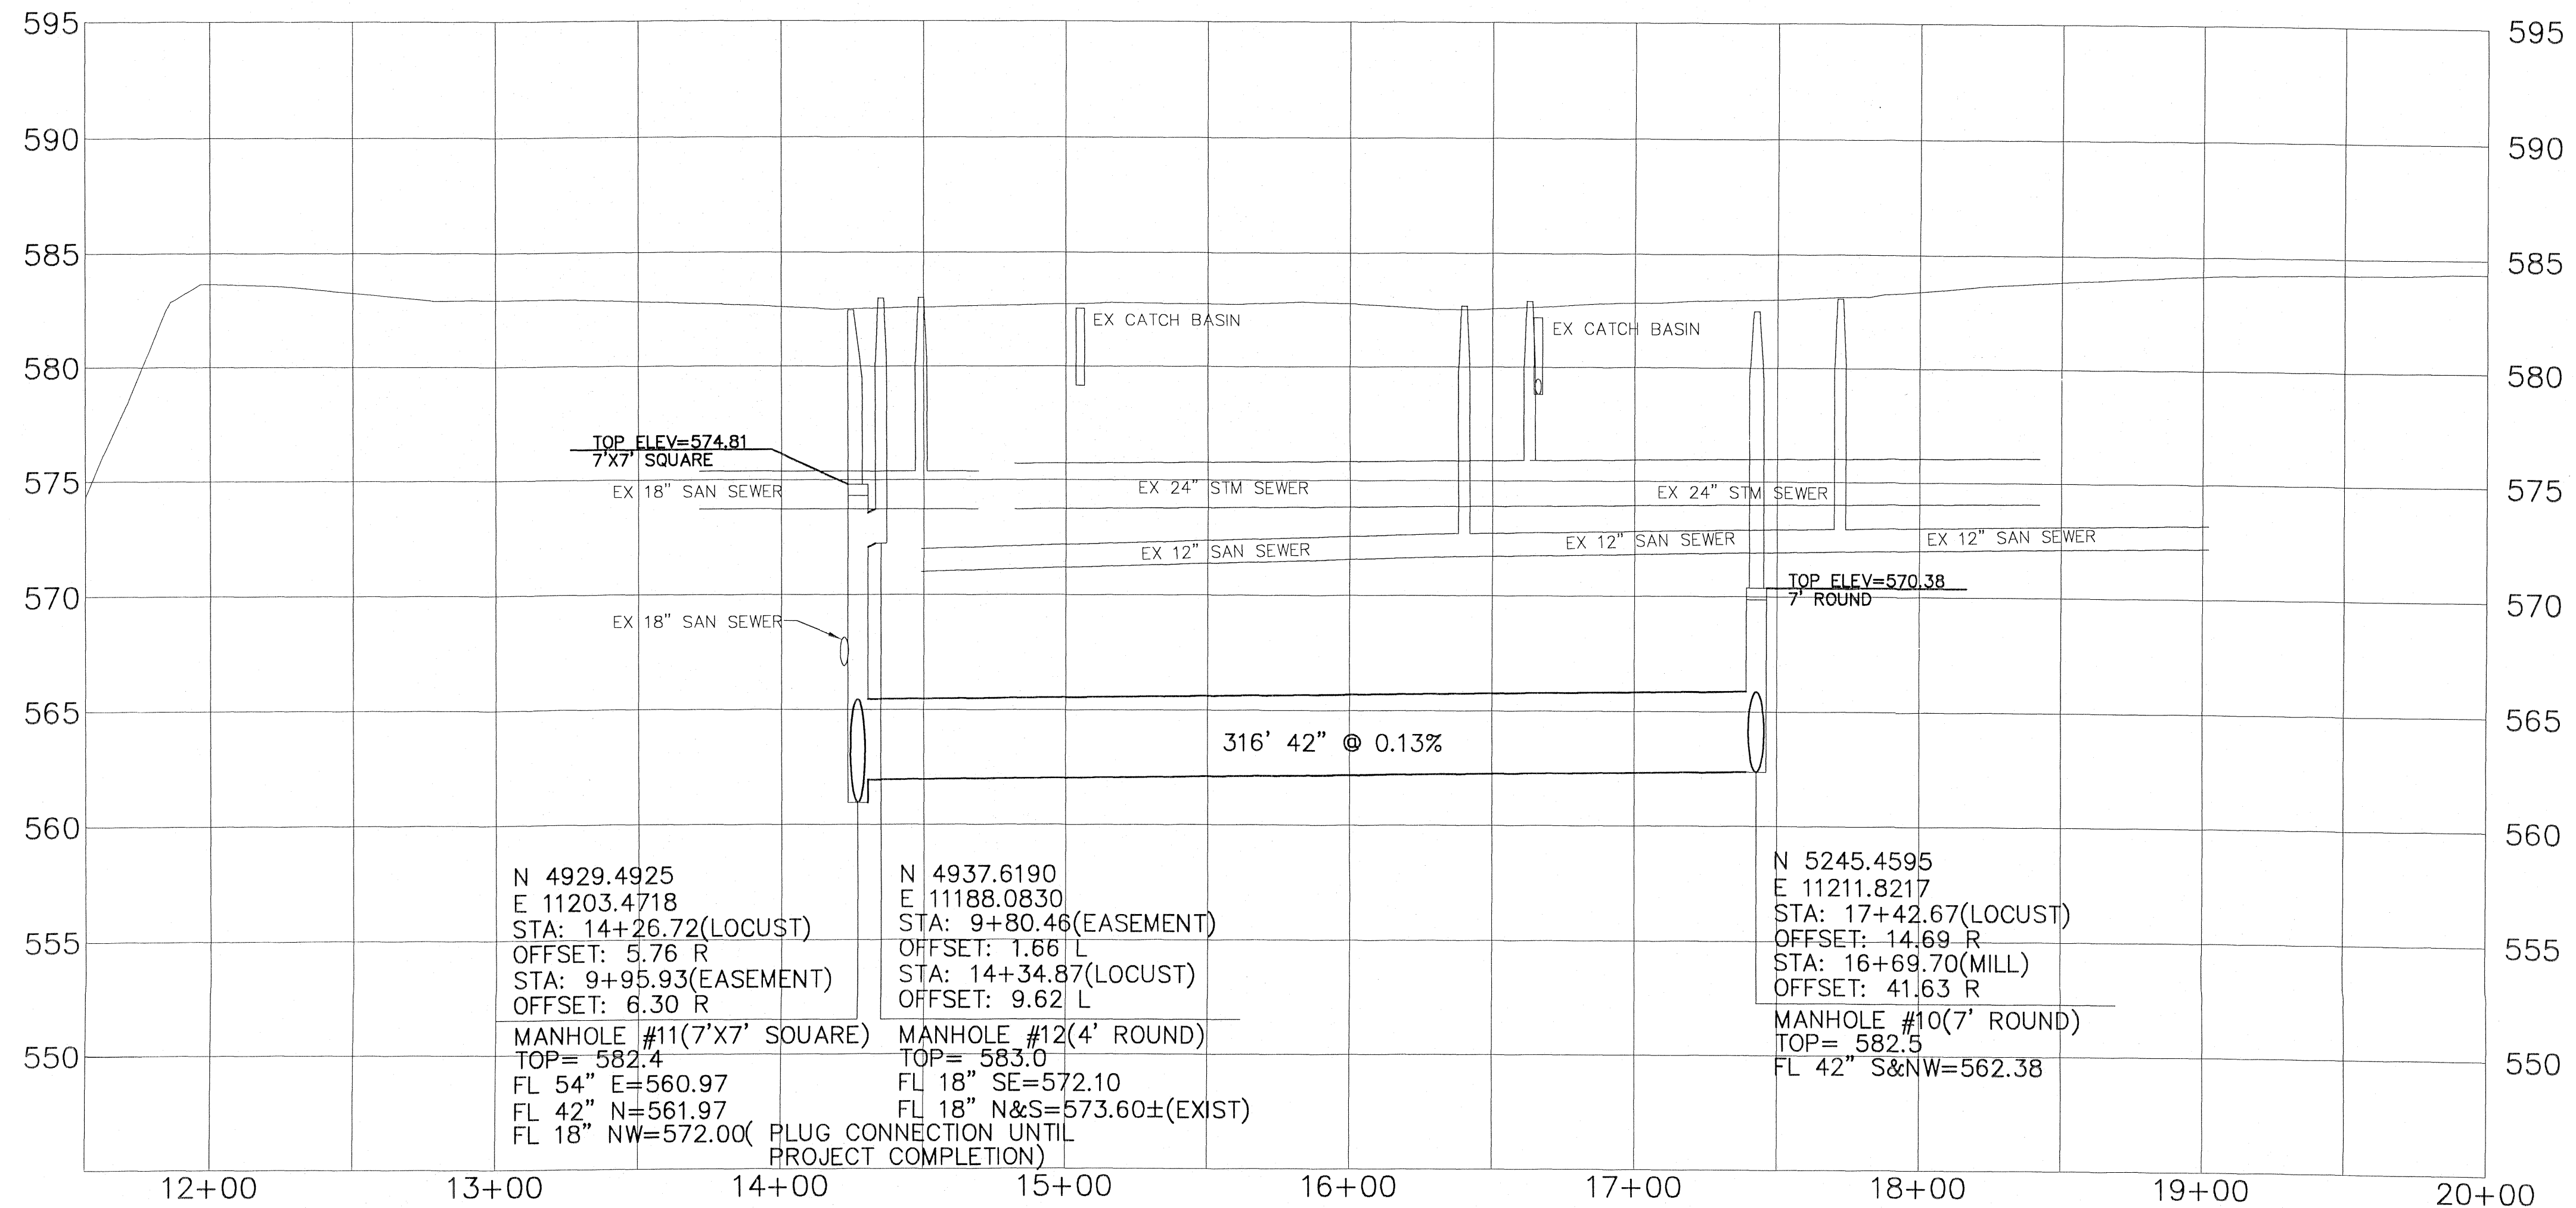 595
595
590
590
585
585
EX CATCH BASIN
EX CATCH BASIN
580
580
TOP ELEV=574.81
7'X7' SQUARE
575
575
EX 18" SAN SEWER
EX 24" STM SEWER
EX 24" STM SEWER
EX 12" SAN SEWER
EX 12" SAN SEWER
EX 12" SAN SEWER
TOP ELEV=570.38
7' ROUND
570
570
EX 18" SAN SEWER
565
565
316' 42" @ 0.13%
560
560
N 4929.4925
E 11203.4718
STA: 14+26.72(LOCUST)
OFFSET: 5.76 R
STA: 9+95.93(EASEMENT)
OFFSET: 6.30 R
MANHOLE #11(7'X7' SQUARE)
TOP= 582.4
FL 54" E=560.97
FL 42" N=561.97
FL 18" NW=572.00( PLUG CONNECTION UNTIL
PROJECT COMPLETION)
N 4937.6190
E 11188.0830
STA: 9+80.46(EASEMENT)
OFFSET: 1.66 L
STA: 14+34.87(LOCUST)
OFFSET: 9.62 L
MANHOLE #12(4' ROUND)
TOP= 583.0
FL 18" SE=572.10
FL 18" N&S=573.60±(EXIST)
N 5245.4595
E 11211.8217
STA: 17+42.67(LOCUST)
OFFSET: 14.69 R
STA: 16+69.70(MILL)
OFFSET: 41.63 R
MANHOLE #10(7' ROUND)
TOP= 582.5
FL 42" S&NW=562.38
555
555
550
550
12+00
13+00
14+00
15+00
16+00
17+00
18+00
19+00
20+00